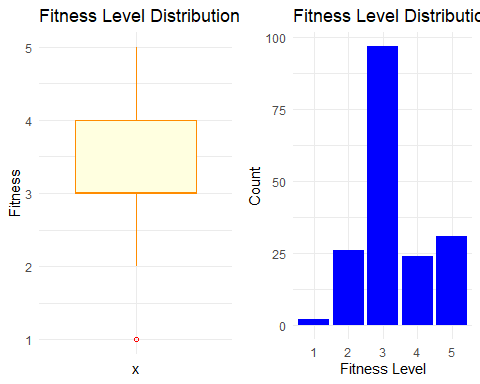 Fitness Level Distribution
Fitness
5
4
3
2
1
x
Fitness Level Distributio
Count
100
75
50
25
0
1 2 3 4 5
Fitness Level